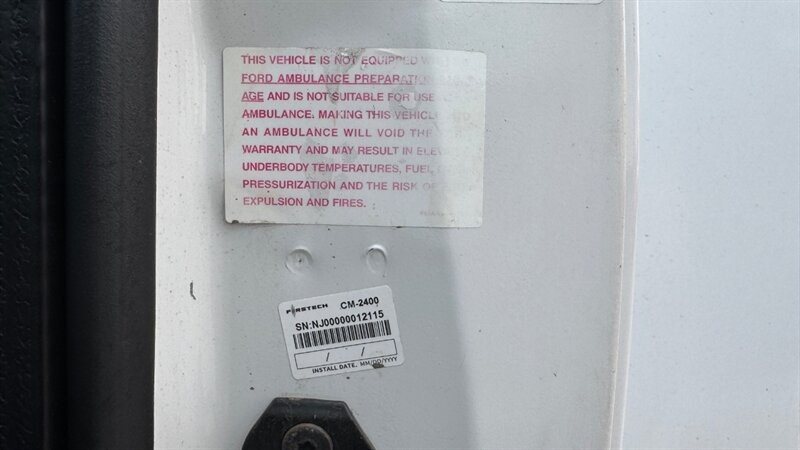 THIS VEHICLE IS NOT EQUIPPED
FORD AMBULANCE PREPARATION
AGE AND IS NOT SUITABLE FOR USE
AMBULANCE. MAKING THIS VEHICLE
AN AMBULANCE WILL VOID THE
WARRANTY AND MAY RESULT IN
UNDERBODY TEMPERATURES, FUEL
PRESSURIZATION AND THE RISK OF
EXPULSION AND FIRES.
FIRSTECH CM-2400
SN:NJ00000012115
/ /
INSTALL DATE. MM/DD/YYYY